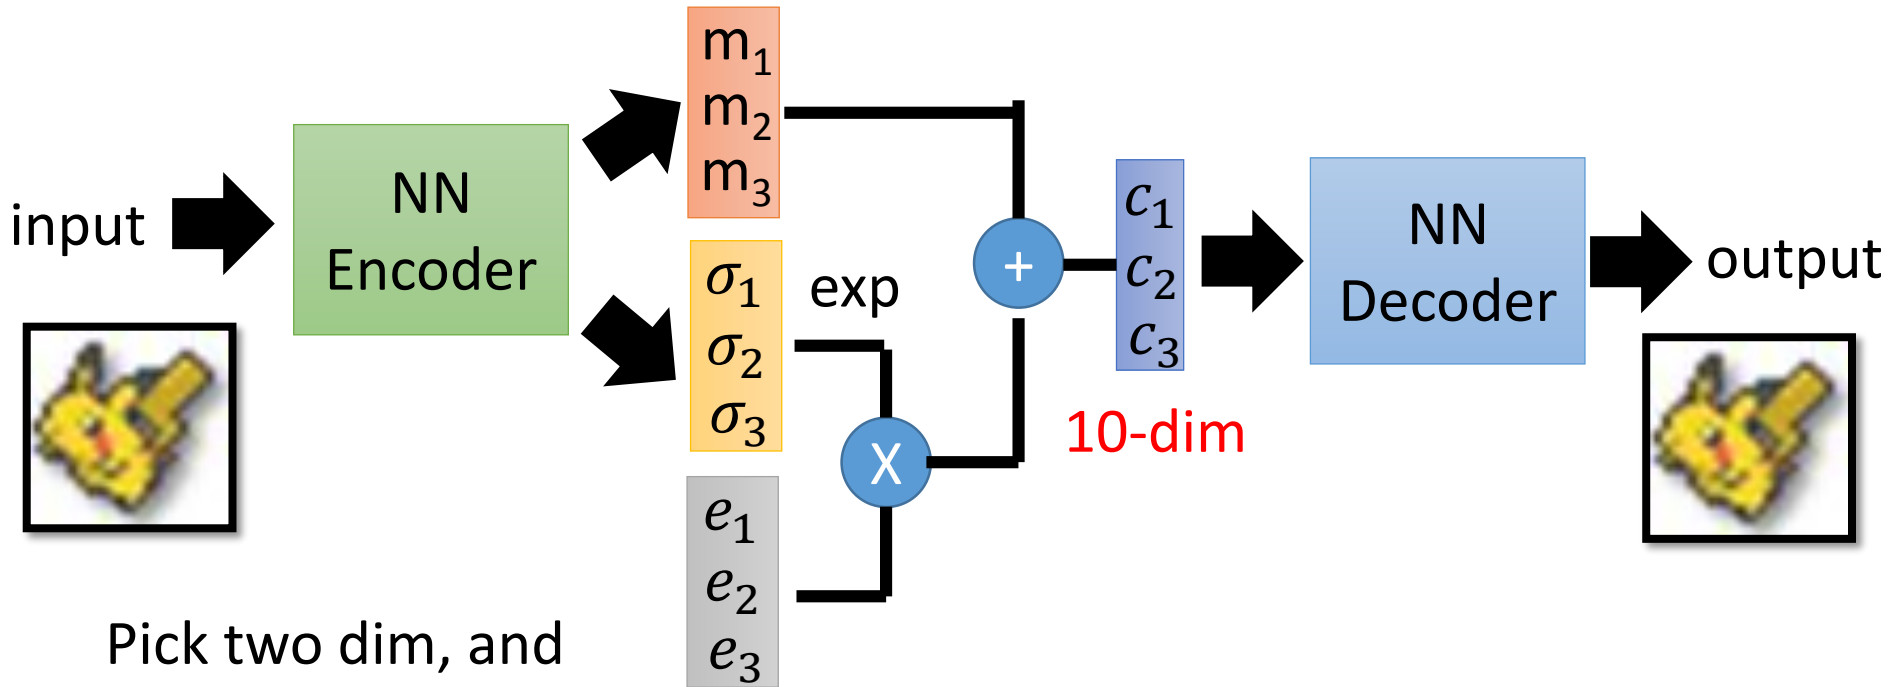 input
NN
Encoder
m₁
m₂
m₃
σ₁
σ₂
σ₃
exp
e₁
e₂
e₃
X
+
c₁
c₂
c₃
10-dim
NN
Decoder
output
Pick two dim, and